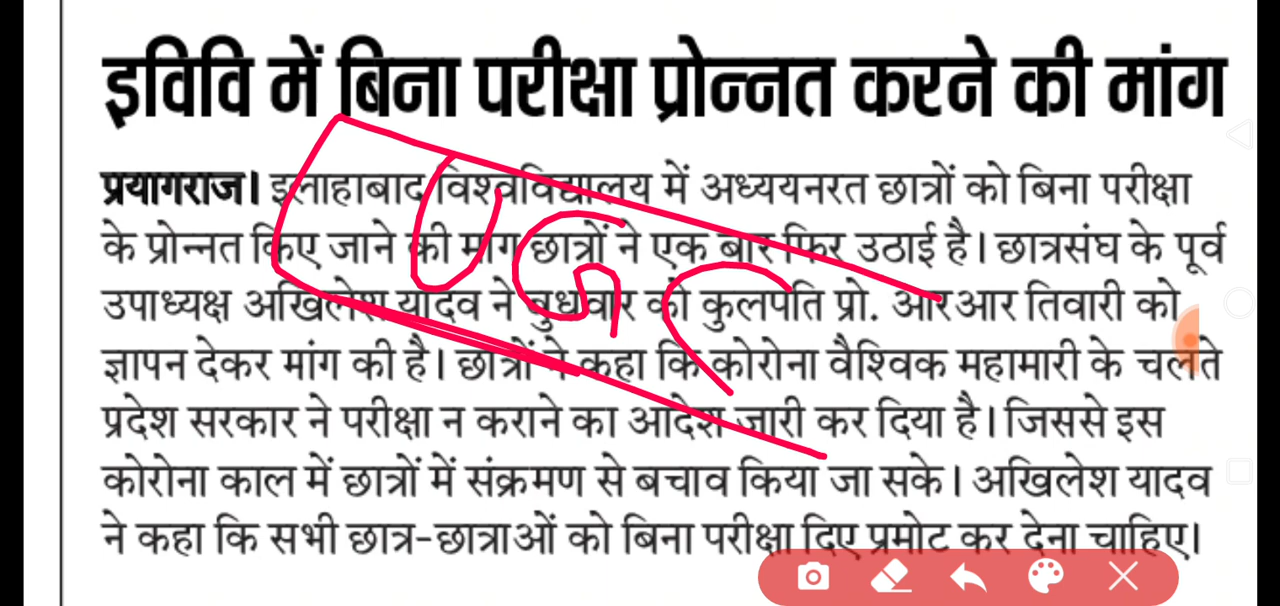 इविवि में बिना परीक्षा प्रोन्नत करने की मांग
प्रयागराज। इलाहाबाद विश्वविद्यालय में अध्ययनरत छात्रों को बिना परीक्षा
के प्रोन्नत किए जाने की मांग छात्रों ने एक बार फिर उठाई है। छात्रसंघ के पूर्व
उपाध्यक्ष अखिलेश यादव ने बुधवार को कुलपति प्रो. आरआर तिवारी को
ज्ञापन देकर मांग की है। छात्रों ने कहा कि कोरोना वैश्विक महामारी के चलते
प्रदेश सरकार ने परीक्षा न कराने का आदेश जारी कर दिया है। जिससे इस
कोरोना काल में छात्रों में संक्रमण से बचाव किया जा सके। अखिलेश यादव
ने कहा कि सभी छात्र-छात्राओं को बिना परीक्षा दिए प्रमोट कर देना चाहिए।